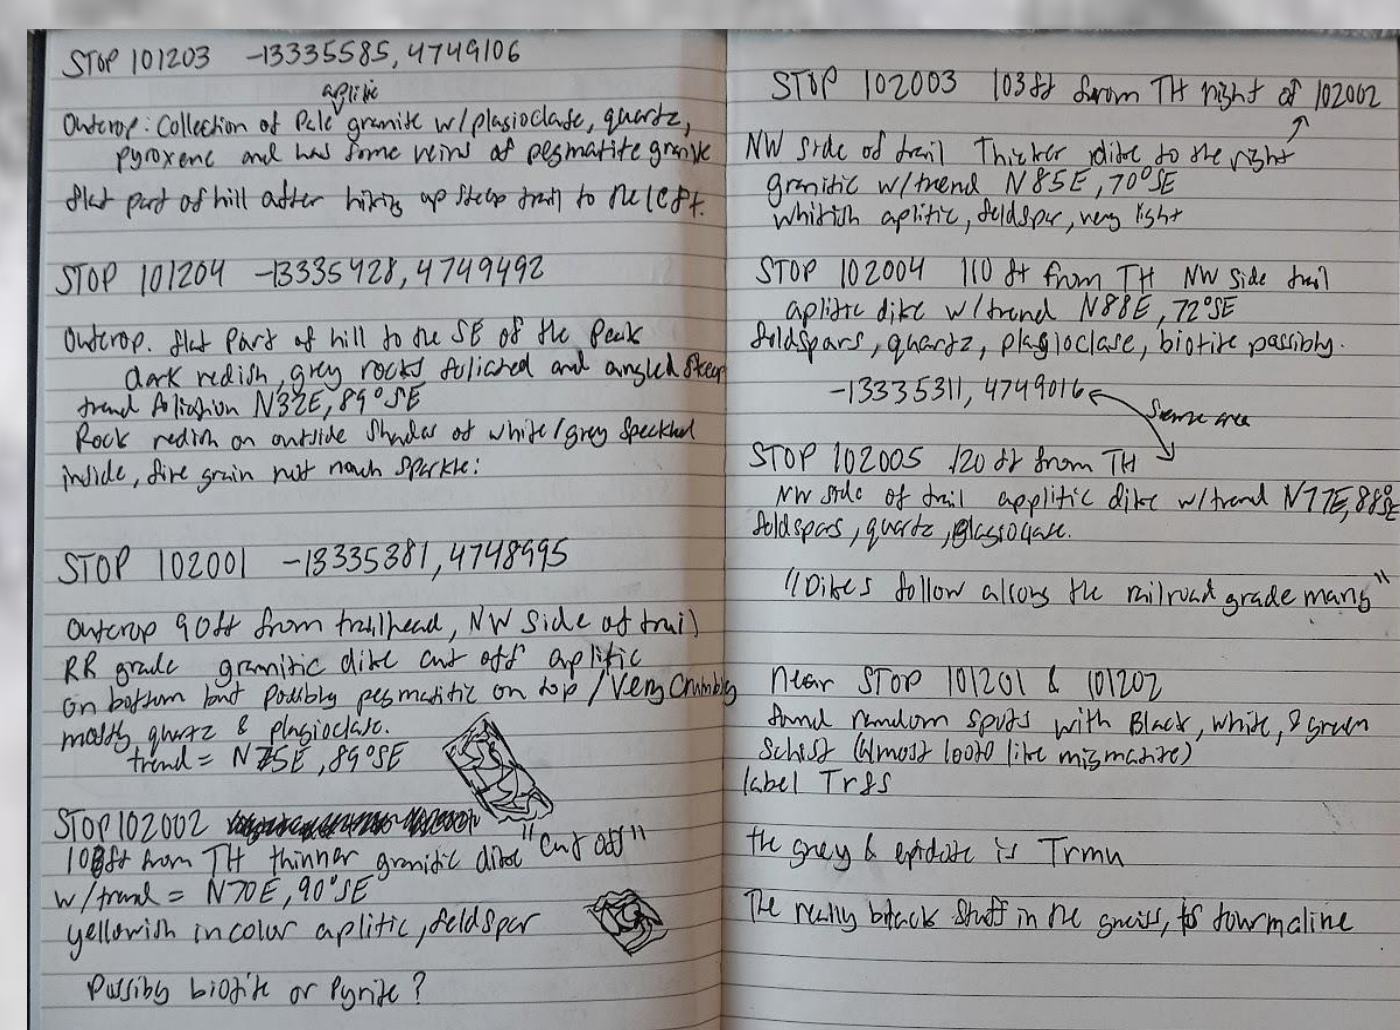 STOP 101203 -13335585, 4749106
aplitic
Outcrop: Collection of Pale granite w/plagioclase, quartz,
pyroxene and has some veins of pegmatite granite
flat part of hill after hiking up steep trail to the left.
STOP 101204 -13335428, 4749492
Outcrop. flat part of hill to the SE of the Peak
dark redish, grey rocks foliated and angled steep
trend foliation N32E, 89°SE
Rock redish on outside shades of white/grey speckled
inside, fine grain not much sparkle:
STOP 102001 -13335381, 4748995
Outcrop 90ft from trailhead, NW side of trail
RR grade granitic dike cut off aplitic
on bottom but possibly pegmatitic on top / Very Crumbly
mostly quartz & plagioclase.
trend = N75E, 89°SE
STOP 102002
103ft from TH thinner granitic dike "Cut off"
w/trend = N70E, 90°SE
yellowish in color aplitic, feldspar
Possibly biotite or Pyrite?
STOP 102003 103ft from TH right of 102002
NW side of trail Thicker dike to the right
granitic w/trend N85E, 70°SE
whitish aplitic, feldspar, very light
STOP 102004 110 ft from TH NW side trail
aplitic dike w/trend N88E, 72°SE
feldspars, quartz, plagioclase, biotite possibly.
-13335311, 4749016
Same area
STOP 102005 120 ft from TH
NW side of trail applitic dike w/trend N77E, 88°SE
feldspars, quartz, plagioclase.
"Dikes follow along the railroad grade many"
Near STOP 101201 & 101202
found random spots with Black, white, & green
Schist (almost looks like migmatite)
label Trgs
the grey & epidote is Trmu
The really black stuff in the gneiss, is tourmaline